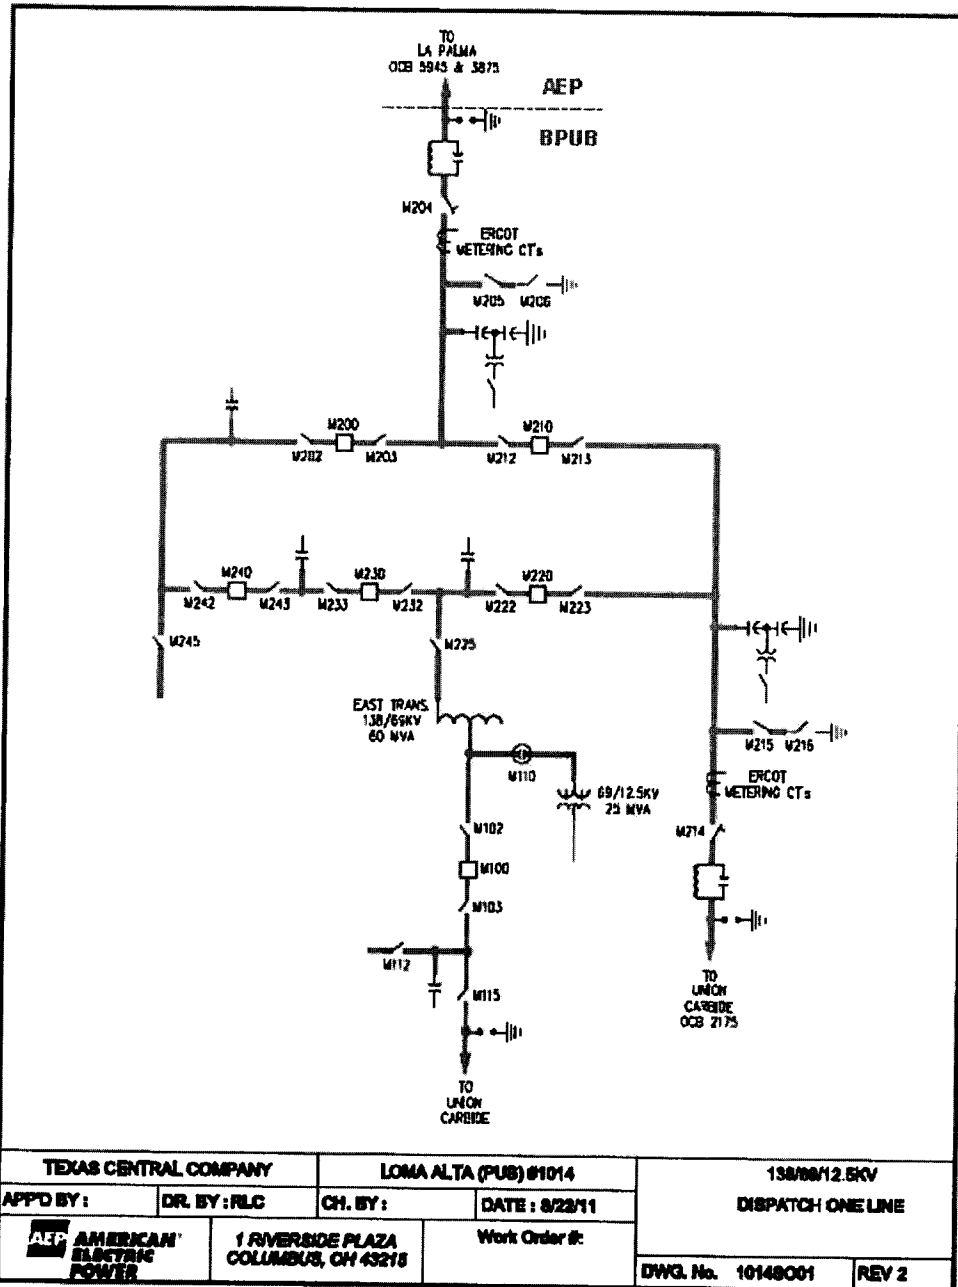 TO
LA PALMA
OCB 5945 & 3875
AEP
BPUB
M204
ERCOT
METERING CTs
M205 M206
M200
M202 M203
M210
M212 M213
M240
M242 M243
M230
M233 M232
M220
M222 M223
M245
M225
EAST TRANS.
138/69KV
60 MVA
M110
69/12.5KV
25 MVA
M215 M216
ERCOT
METERING CTs
M214
M102
M100
M103
M112
M115
TO
UNION
CARBIDE
OCB 2175
TO
UNION
CARBIDE
TEXAS CENTRAL COMPANY
LOMA ALTA (PUB) #1014
138/69/12.5KV
DISPATCH ONE LINE
APP'D BY :
DR. BY : RLC
CH. BY :
DATE : 8/22/11
AEP AMERICAN
ELECTRIC
POWER
1 RIVERSIDE PLAZA
COLUMBUS, OH 43215
Work Order #:
DWG. No. 10148O01
REV 2